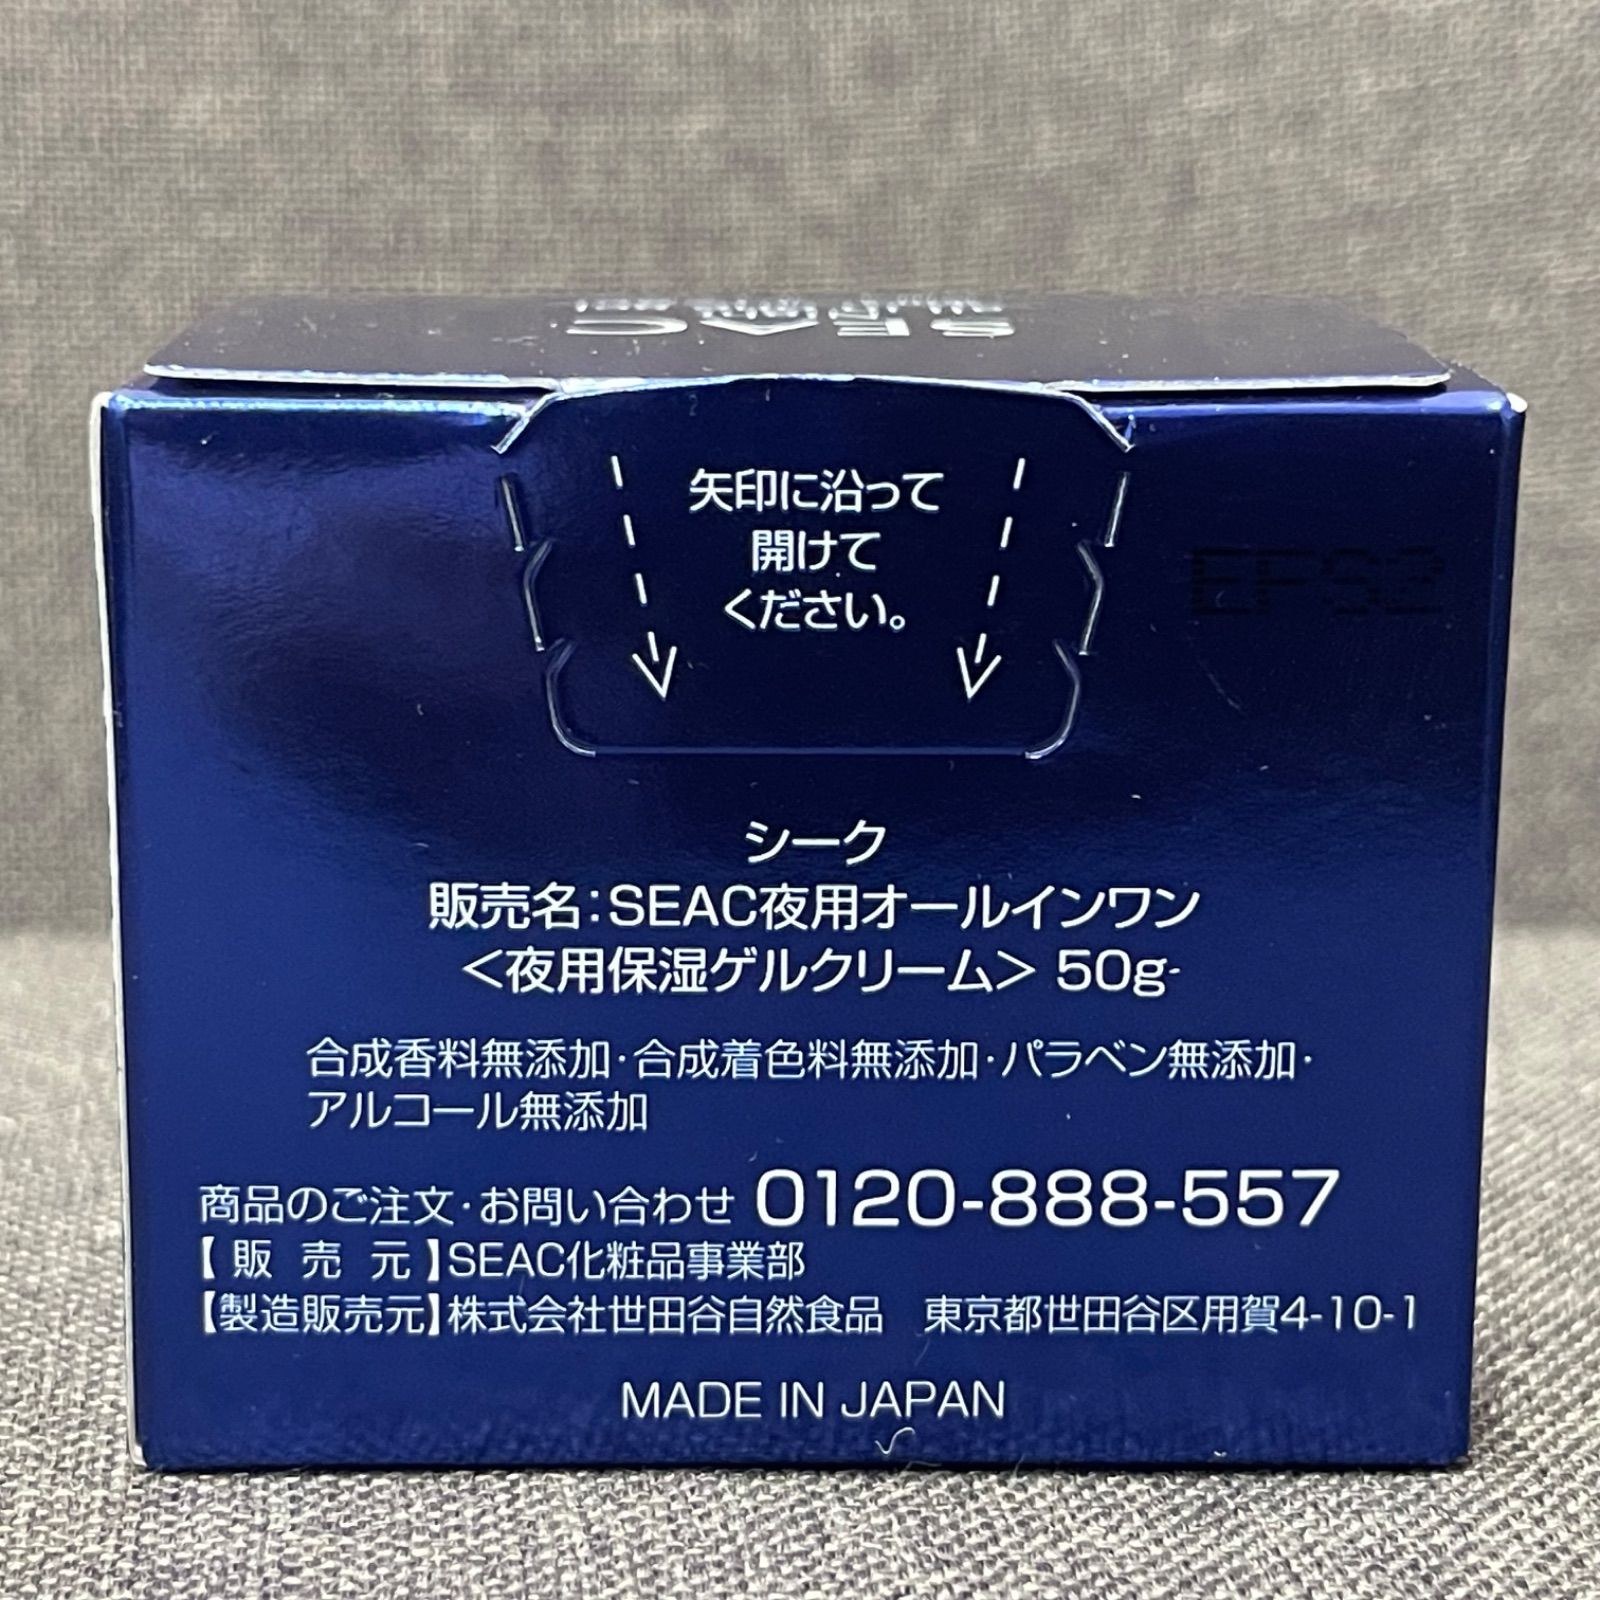 SEAC
矢印に沿って
開けて
ください。
EPS2
シーク
販売名:SEAC夜用オールインワン
<夜用保湿ゲルクリーム> 50g
合成香料無添加・合成着色料無添加・パラベン無添加・
アルコール無添加
商品のご注文・お問い合わせ 0120-888-557
【販売元】SEAC化粧品事業部
【製造販売元】株式会社世田谷自然食品 東京都世田谷区用賀4-10-1
MADE IN JAPAN